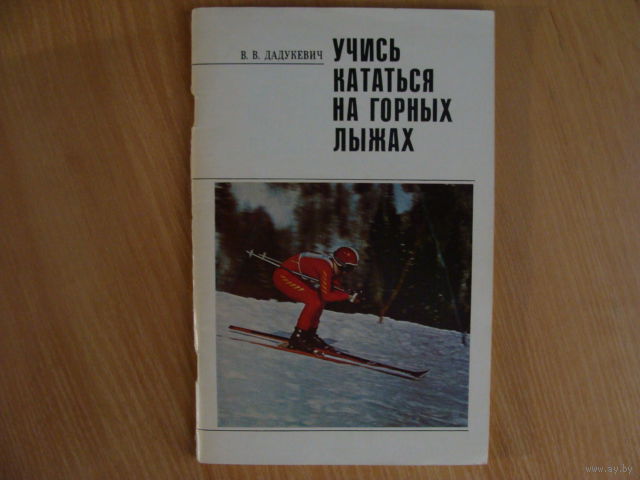 В. В. ДАДУКЕВИЧ
УЧИСЬ
КАТАТЬСЯ
НА ГОРНЫХ
ЛЫЖАХ
www.ay.by